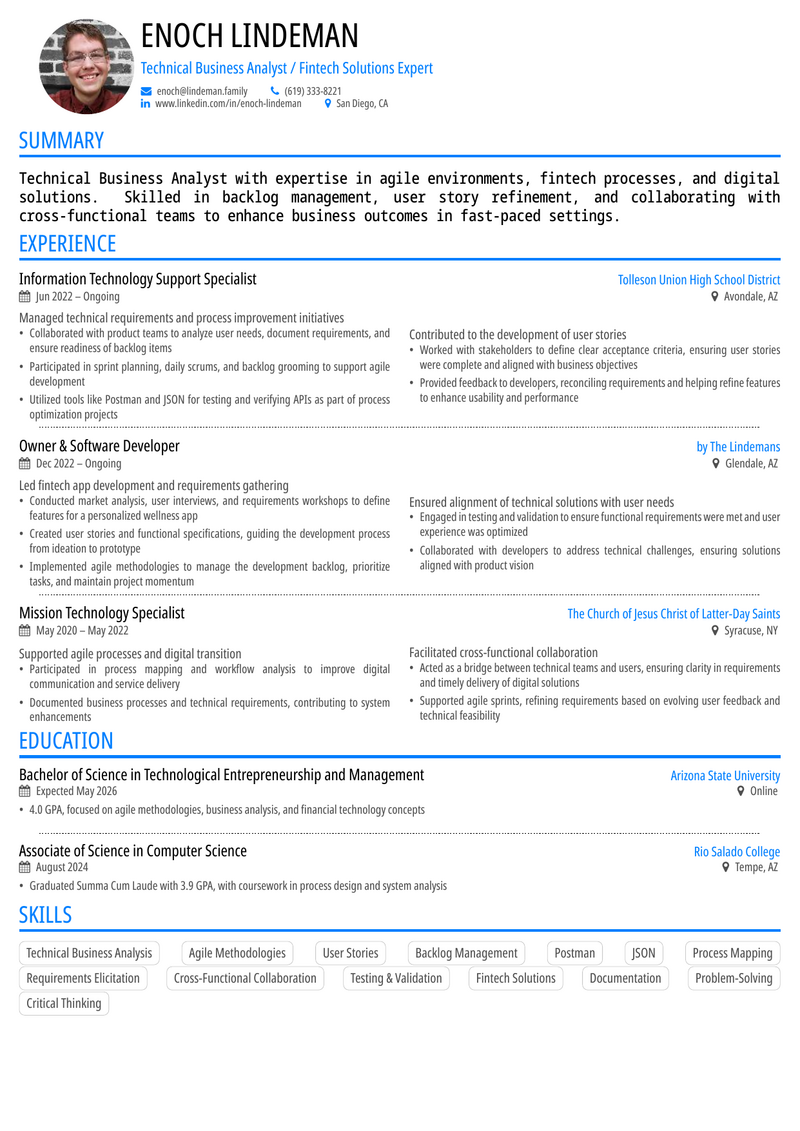 ENOCH LINDEMAN
Technical Business Analyst / Fintech Solutions Expert
enoch@lindeman.family (619) 333-8221
www.linkedin.com/in/enoch-lindeman San Diego, CA
SUMMARY
Technical Business Analyst with expertise in agile environments, fintech processes, and digital
solutions. Skilled in backlog management, user story refinement, and collaborating with
cross-functional teams to enhance business outcomes in fast-paced settings.
EXPERIENCE
Information Technology Support Specialist
Tolleson Union High School District
Jun 2022 – Ongoing
Avondale, AZ
Managed technical requirements and process improvement initiatives
• Collaborated with product teams to analyze user needs, document requirements, and
ensure readiness of backlog items
• Participated in sprint planning, daily scrums, and backlog grooming to support agile
development
• Utilized tools like Postman and JSON for testing and verifying APIs as part of process
optimization projects
Contributed to the development of user stories
• Worked with stakeholders to define clear acceptance criteria, ensuring user stories
were complete and aligned with business objectives
• Provided feedback to developers, reconciling requirements and helping refine features
to enhance usability and performance
Owner & Software Developer
by The Lindemans
Dec 2022 – Ongoing
Glendale, AZ
Led fintech app development and requirements gathering
• Conducted market analysis, user interviews, and requirements workshops to define
features for a personalized wellness app
• Created user stories and functional specifications, guiding the development process
from ideation to prototype
• Implemented agile methodologies to manage the development backlog, prioritize
tasks, and maintain project momentum
Ensured alignment of technical solutions with user needs
• Engaged in testing and validation to ensure functional requirements were met and user
experience was optimized
• Collaborated with developers to address technical challenges, ensuring solutions
aligned with product vision
Mission Technology Specialist
The Church of Jesus Christ of Latter-Day Saints
May 2020 – May 2022
Syracuse, NY
Supported agile processes and digital transition
• Participated in process mapping and workflow analysis to improve digital
communication and service delivery
• Documented business processes and technical requirements, contributing to system
enhancements
Facilitated cross-functional collaboration
• Acted as a bridge between technical teams and users, ensuring clarity in requirements
and timely delivery of digital solutions
• Supported agile sprints, refining requirements based on evolving user feedback and
technical feasibility
EDUCATION
Bachelor of Science in Technological Entrepreneurship and Management
Arizona State University
Expected May 2026
Online
• 4.0 GPA, focused on agile methodologies, business analysis, and financial technology concepts
Associate of Science in Computer Science
Rio Salado College
August 2024
Tempe, AZ
• Graduated Summa Cum Laude with 3.9 GPA, with coursework in process design and system analysis
SKILLS
Technical Business Analysis Agile Methodologies User Stories Backlog Management Postman JSON Process Mapping
Requirements Elicitation Cross-Functional Collaboration Testing & Validation Fintech Solutions Documentation Problem-Solving
Critical Thinking